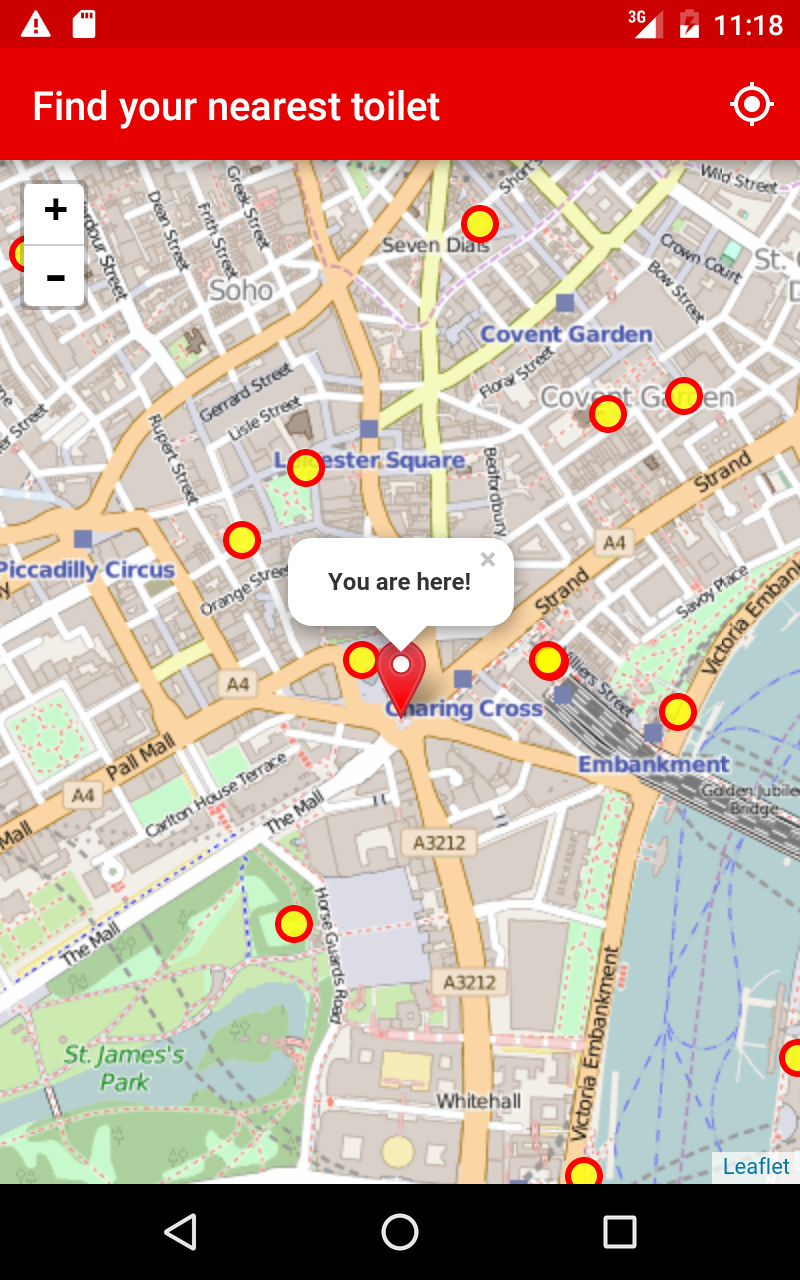 3G
11:18
Find your nearest toilet
Wild Street
Greek Street
Dean Street
Frith Street
+
-
Seven Dials
Crown Court
Bow Street
Soho
Covent Garden
Floral Street
Covent Garden
Gerrard Street
Lisle Street
Rupert Street
Leicester Square
Bedfordbury
Strand
A4
Piccadilly Circus
×
You are here!
Orange Street
Strand
Savoy Place
Victoria Embank
A4
Villiers Street
Charing Cross
Pall Mall
Embankment
Carlton House Terrace
A4
Golden Jubilee
Bridge
The Mall
Mall
A3212
Horse Guards Road
The Mall
A3212
Victoria Embankment
St. James's
Park
Whitehall
Leaflet